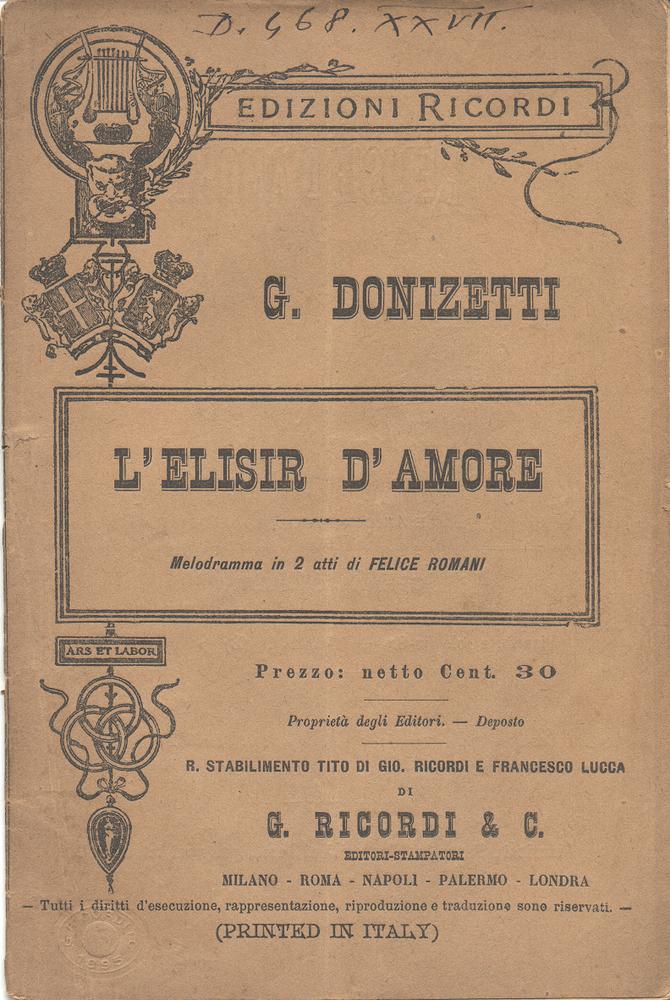 D. 968. XXVII.
EDIZIONI RICORDI
G. DONIZETTI
L'ELISIR D'AMORE
Melodramma in 2 atti di FELICE ROMANI
ARS ET LABOR
Prezzo: netto Cent. 30
Proprietà degli Editori. — Deposto
R. STABILIMENTO TITO DI GIO. RICORDI E FRANCESCO LUCCA
DI
G. RICORDI & C.
EDITORI-STAMPATORI
MILANO - ROMA - NAPOLI - PALERMO - LONDRA
— Tutti i diritti d'esecuzione, rappresentazione, riproduzione e traduzione sono riservati. —
(PRINTED IN ITALY)